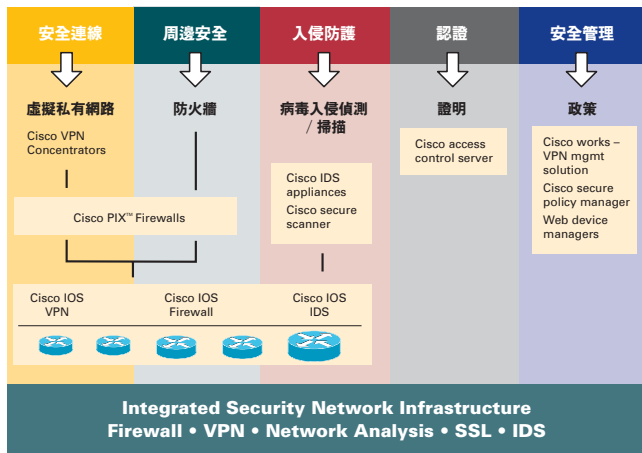 安全連線
周邊安全
入侵防護
認證
安全管理
虛擬私有網路
防火牆
病毒入侵偵測
/ 掃描
證明
政策
Cisco VPN
Concentrators
Cisco PIX™ Firewalls
Cisco IDS
appliances
Cisco secure
scanner
Cisco access
control server
Cisco works –
VPN mgmt
solution
Cisco secure
policy manager
Web device
managers
Cisco IOS
VPN
Cisco IOS
Firewall
Cisco IOS
IDS
Integrated Security Network Infrastructure
Firewall • VPN • Network Analysis • SSL • IDS